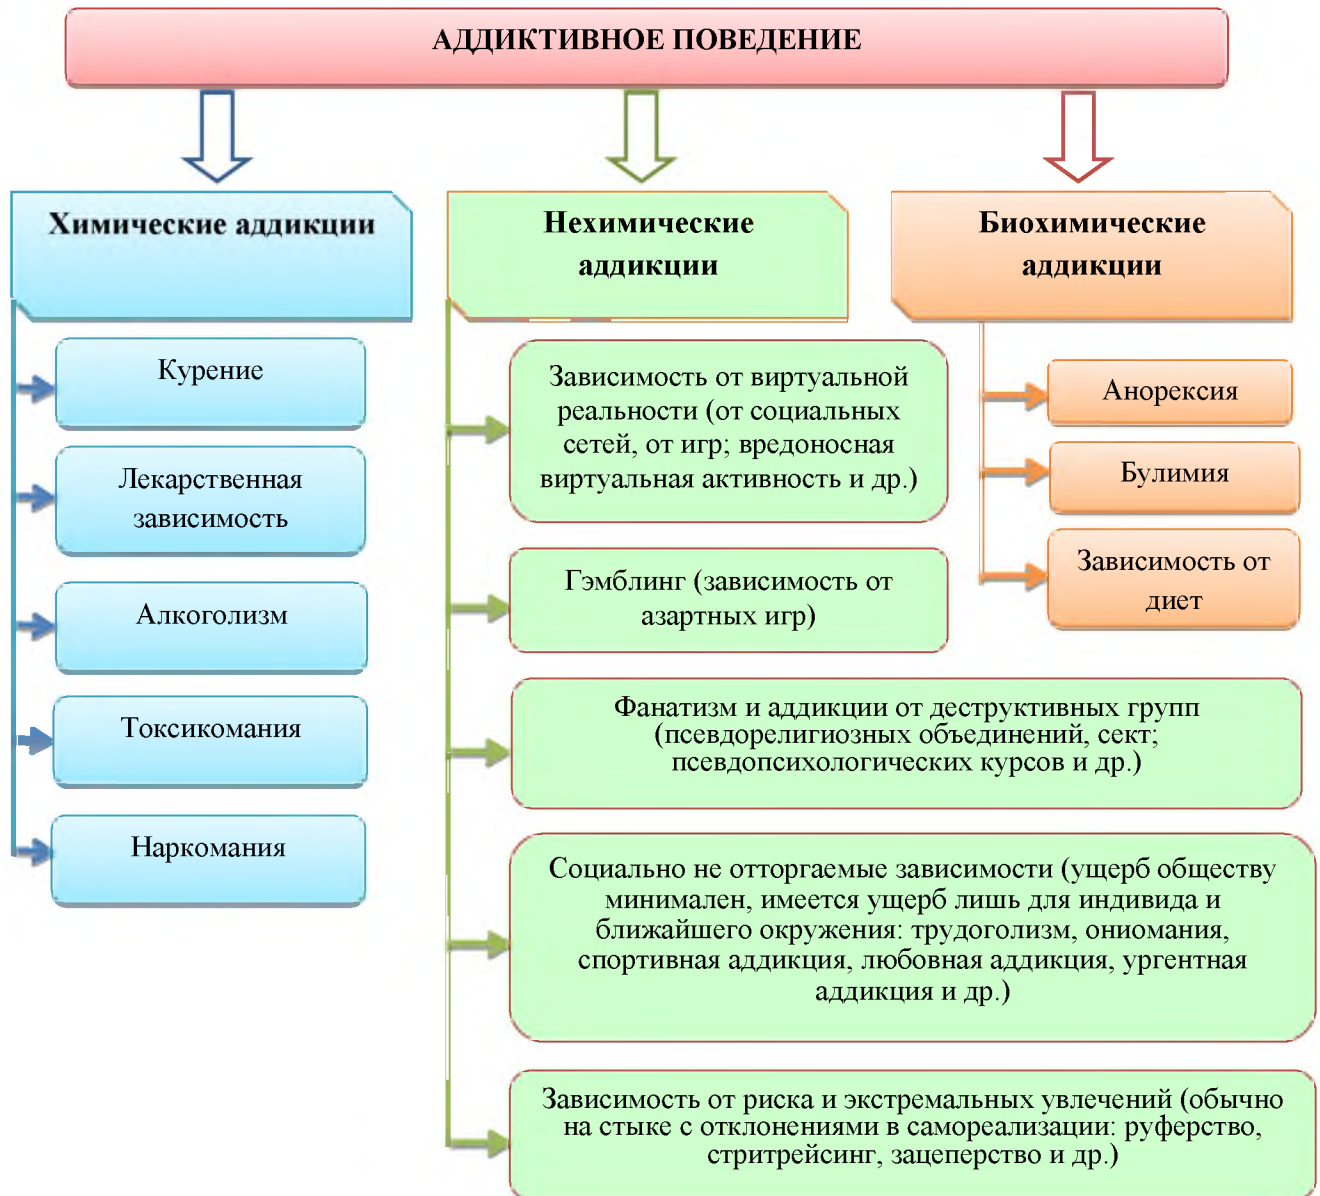 АДДИКТИВНОЕ ПОВЕДЕНИЕ
Химические аддикции
Курение
Лекарственная
зависимость
Алкоголизм
Токсикомания
Наркомания
Нехимические
аддикции
Зависимость от виртуальной
реальности (от социальных
сетей, от игр; вредоносная
виртуальная активность и др.)
Гэмблинг (зависимость от
азартных игр)
Фанатизм и аддикции от деструктивных групп
(псевдорелигиозных объединений, сект;
псевдопсихологических курсов и др.)
Социально не отторгаемые зависимости (ущерб обществу
минимален, имеется ущерб лишь для индивида и
ближайшего окружения: трудоголизм, ониомания,
спортивная аддикция, любовная аддикция, ургентная
аддикция и др.)
Зависимость от риска и экстремальных увлечений (обычно
на стыке с отклонениями в самореализации: руферство,
стритрейсинг, зацеперство и др.)
Биохимические
аддикции
Анорексия
Булимия
Зависимость от
диет